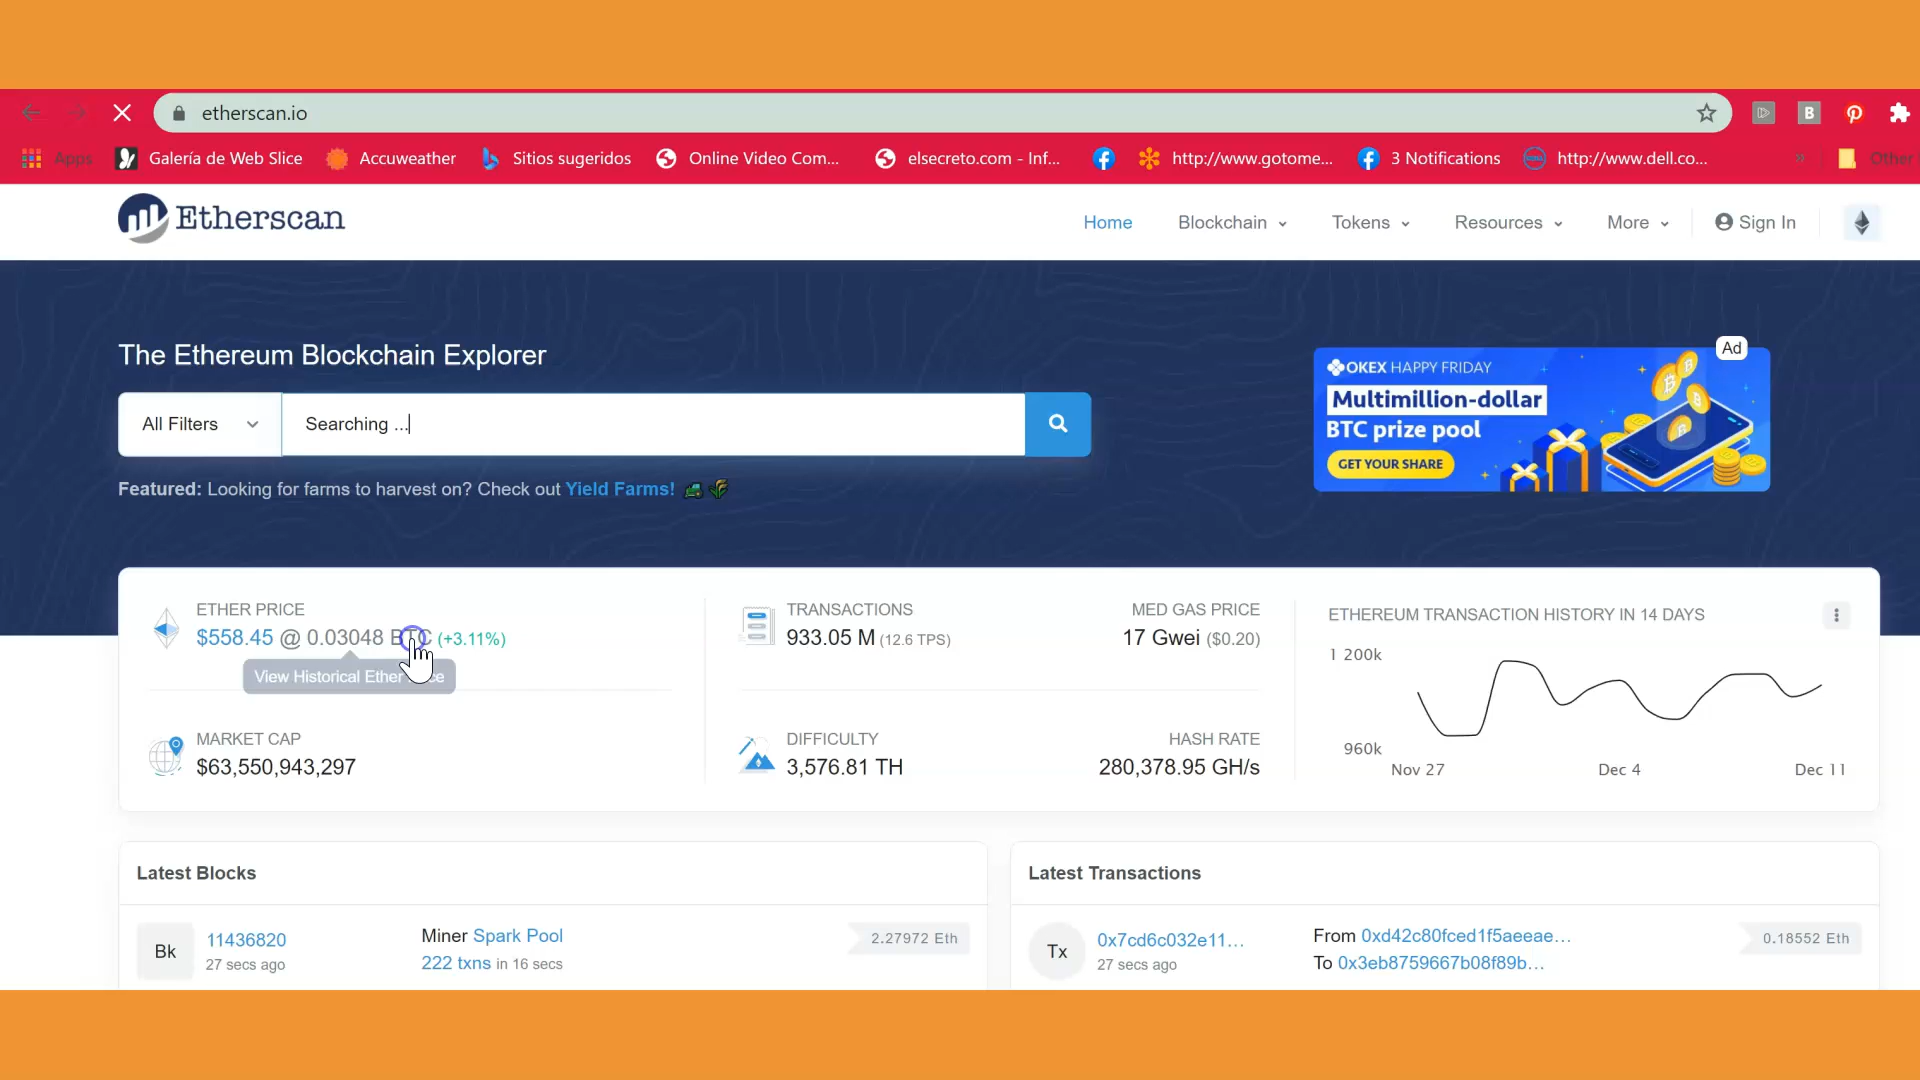 etherscan.io
Apps
Galería de Web Slice
Accuweather
Sitios sugeridos
Online Video Com...
elsecreto.com - Inf...
http://www.gotome...
3 Notifications
http://www.dell.co...
»
Other
Etherscan
Home
Blockchain
Tokens
Resources
More
Sign In
The Ethereum Blockchain Explorer
All Filters
Searching ...
Featured: Looking for farms to harvest on? Check out Yield Farms!
Ad
OKEX HAPPY FRIDAY
Multimillion-dollar
BTC prize pool
GET YOUR SHARE
ETHER PRICE
$558.45 @ 0.03048 BTC (+3.11%)
View Historical Ether
MARKET CAP
$63,550,943,297
TRANSACTIONS
933.05 M (12.6 TPS)
MED GAS PRICE
17 Gwei ($0.20)
DIFFICULTY
3,576.81 TH
HASH RATE
280,378.95 GH/s
ETHEREUM TRANSACTION HISTORY IN 14 DAYS
1 200k
960k
Nov 27
Dec 4
Dec 11
Latest Blocks
Bk
11436820
27 secs ago
Miner Spark Pool
222 txns in 16 secs
2.27972 Eth
Latest Transactions
Tx
0x7cd6c032e11...
27 secs ago
From 0xd42c80fced1f5aeeae...
To 0x3eb8759667b08f89b...
0.18552 Eth